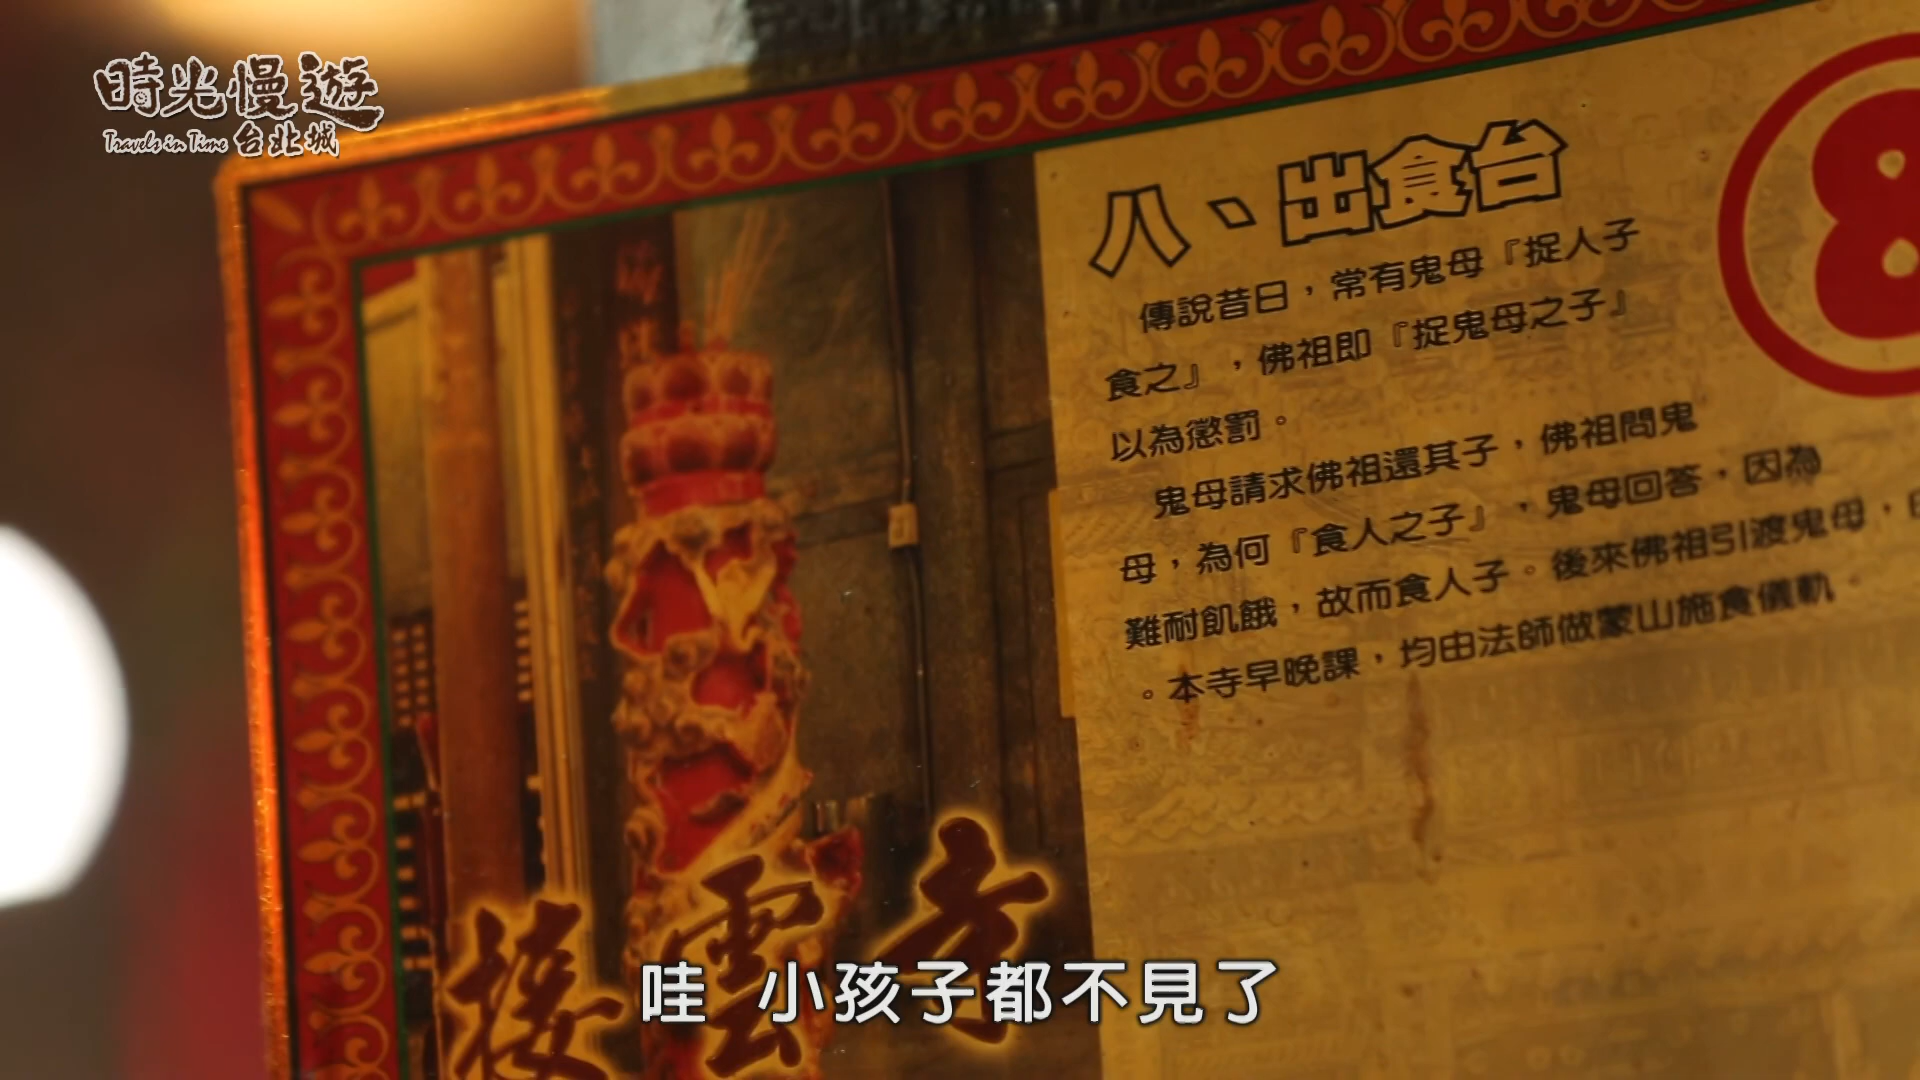 時光慢遊
Travels in Time 台北城
八、出食台
8
傳說昔日，常有鬼母『捉人子
食之』，佛祖即『捉鬼母之子』
以為懲罰。
鬼母請求佛祖還其子，佛祖問鬼
母，為何『食人之子』，鬼母回答，因為
難耐飢餓，故而食人子。後來佛祖引渡鬼母，
。本寺早晚課，均由法師做蒙山施食儀軌。
接雲寺
哇 小孩子都不見了